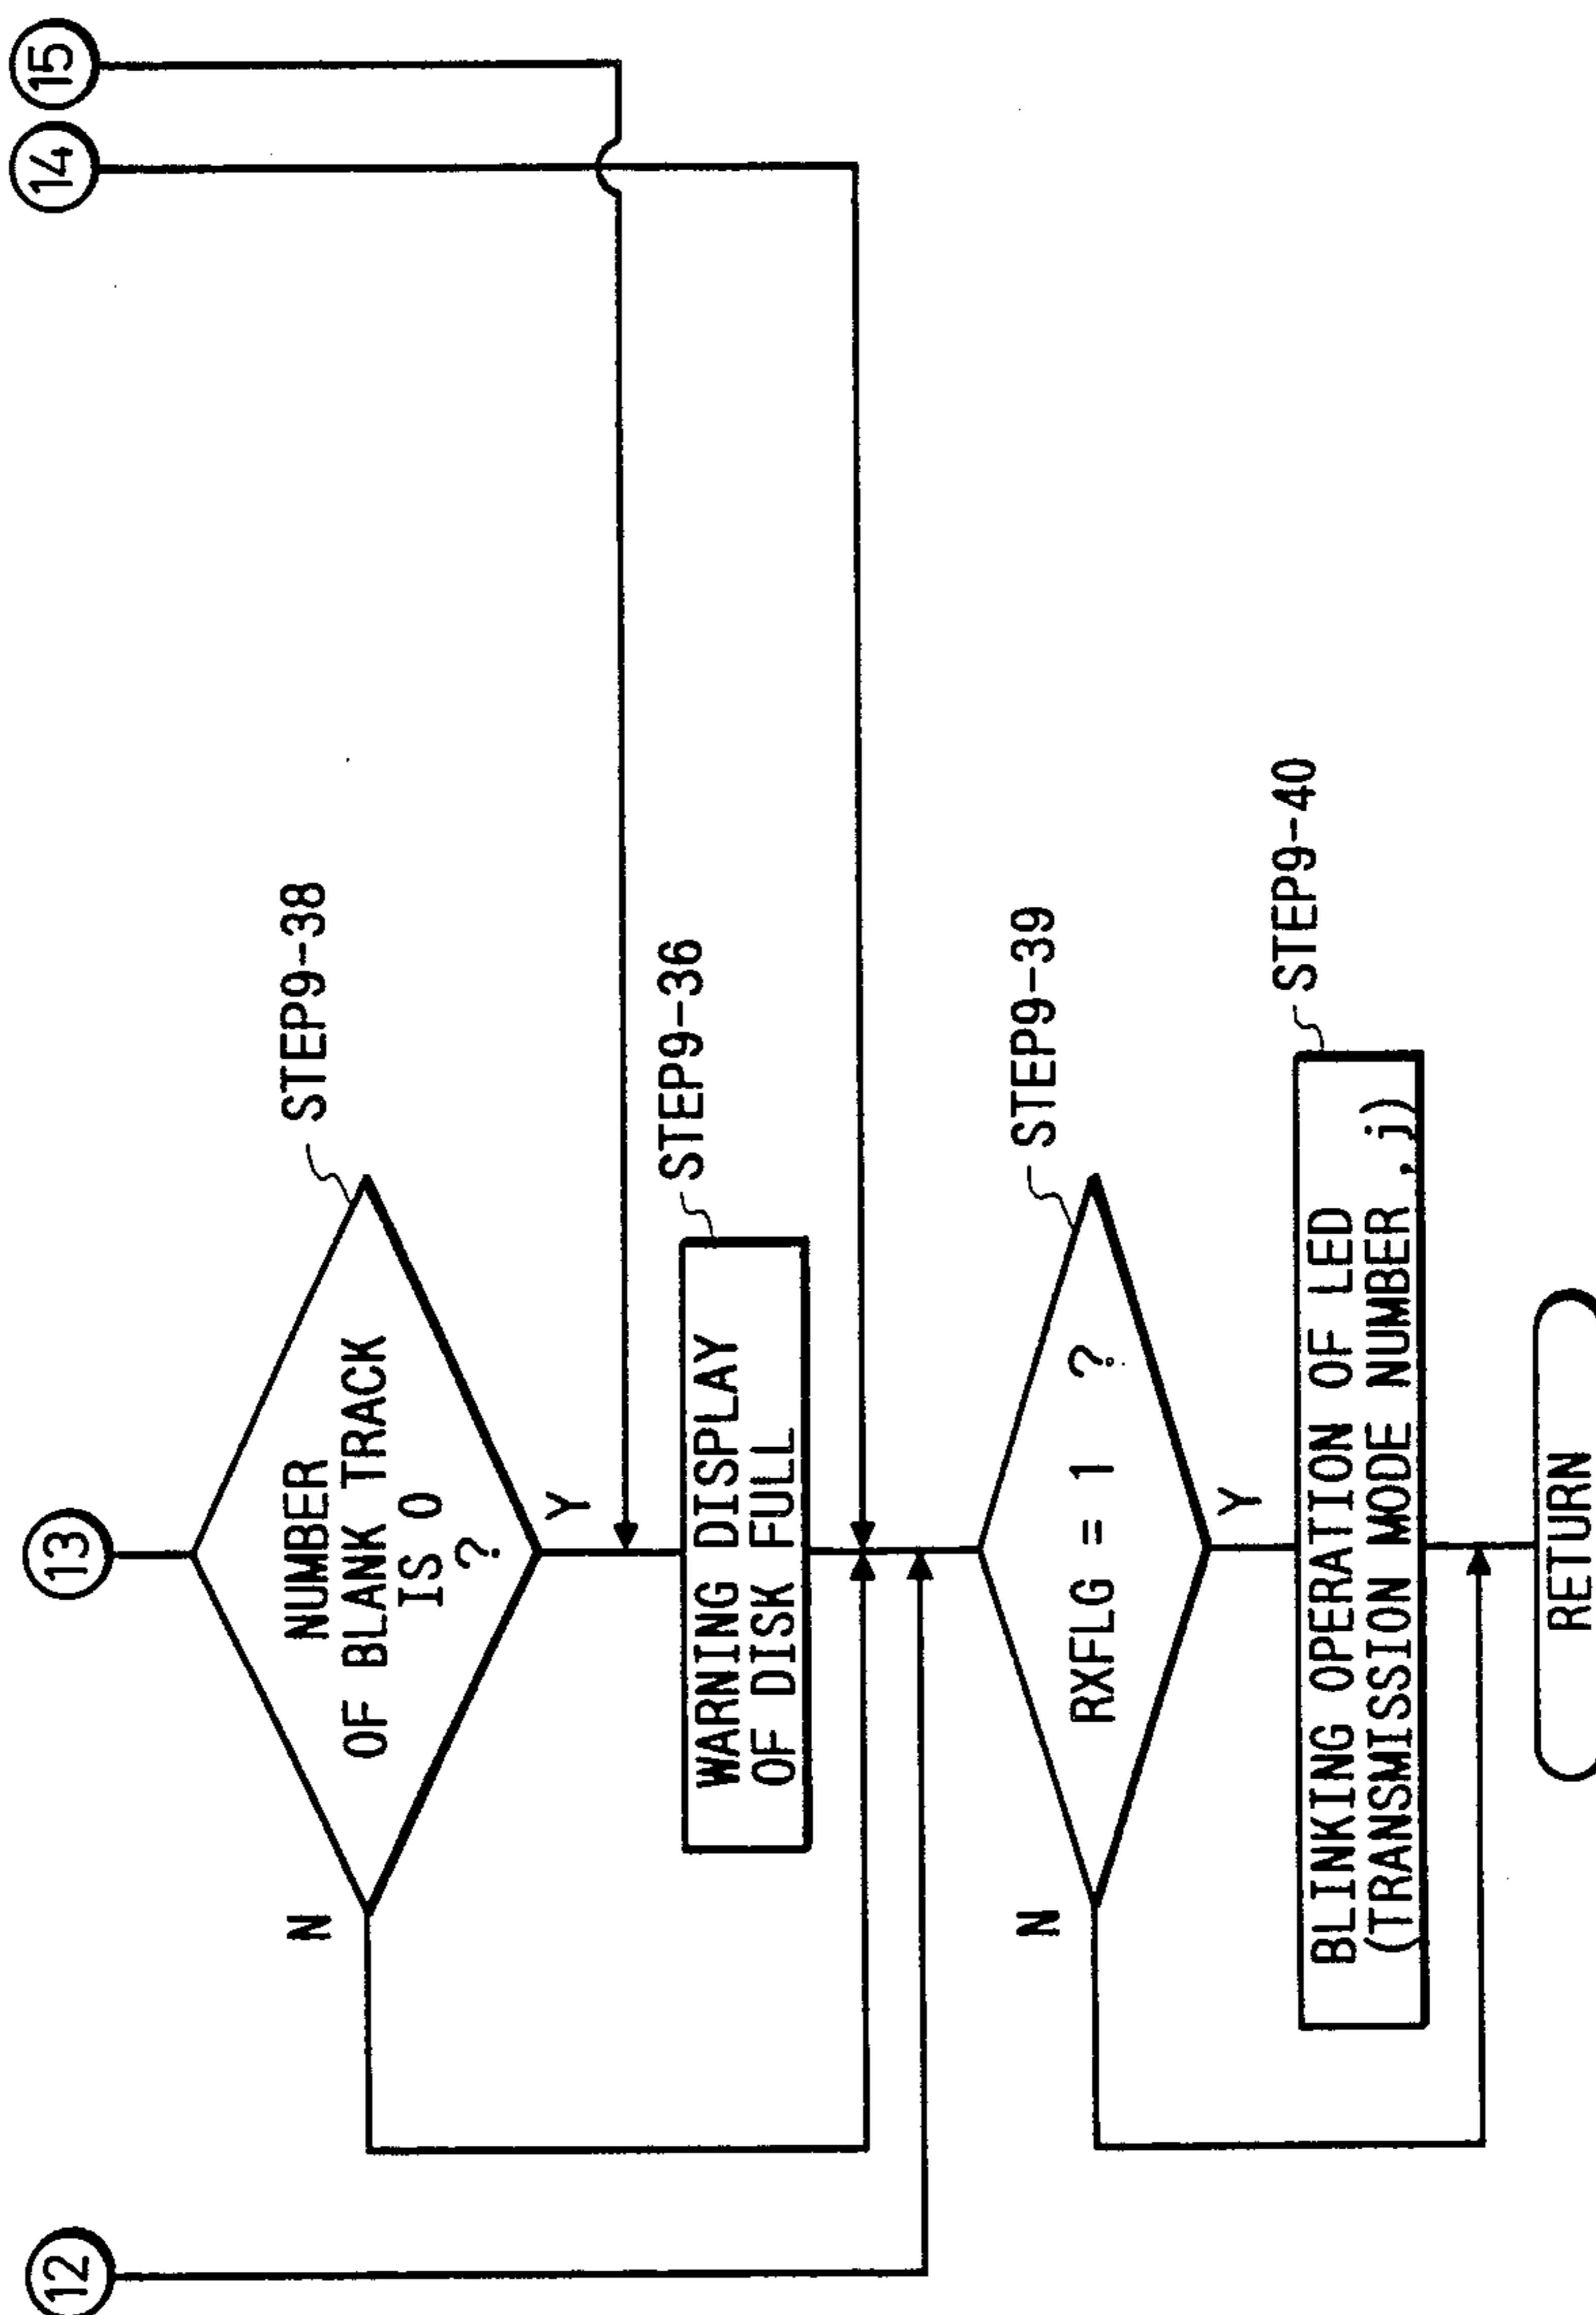 12
13
14
15
STEP9-38
NUMBER
OF BLANK TRACK
IS 0
?
N
Y
STEP9-36
WARNING DISPLAY
OF DISK FULL
STEP9-39
RXFLG = 1 ?
N
Y
STEP9-40
BLINKING OPERATION OF LED
(TRANSMISSION MODE NUMBER ,j)
RETURN